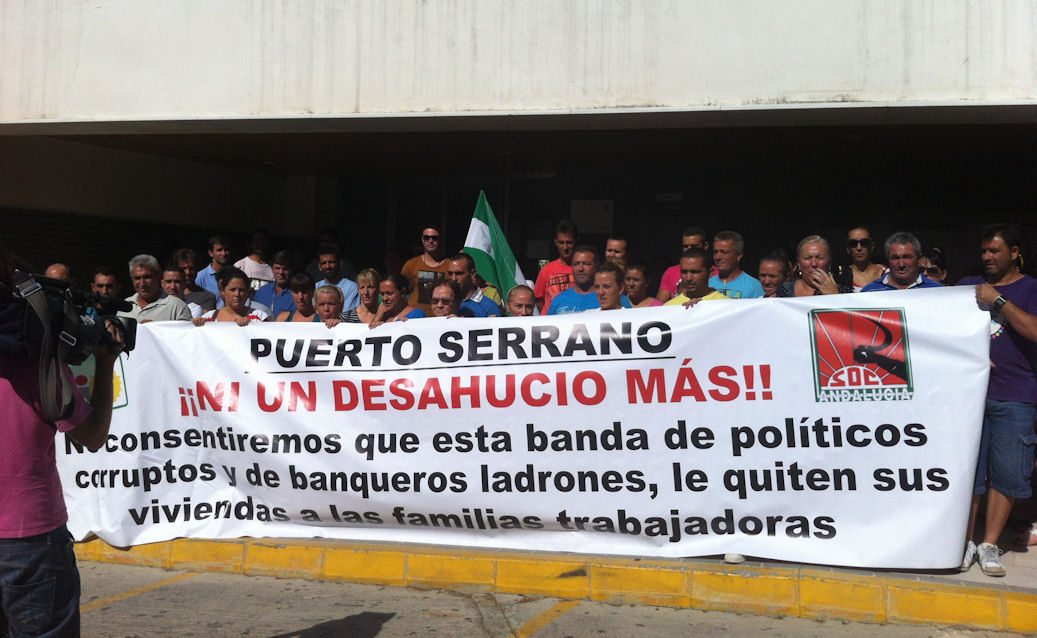 PUERTO SERRANO
¡¡NI UN DESAHUCIO MÁS!!
No consentiremos que esta banda de políticos
corruptos y de banqueros ladrones, le quiten sus
viviendas a las familias trabajadoras
SOC
ANDALUCIA